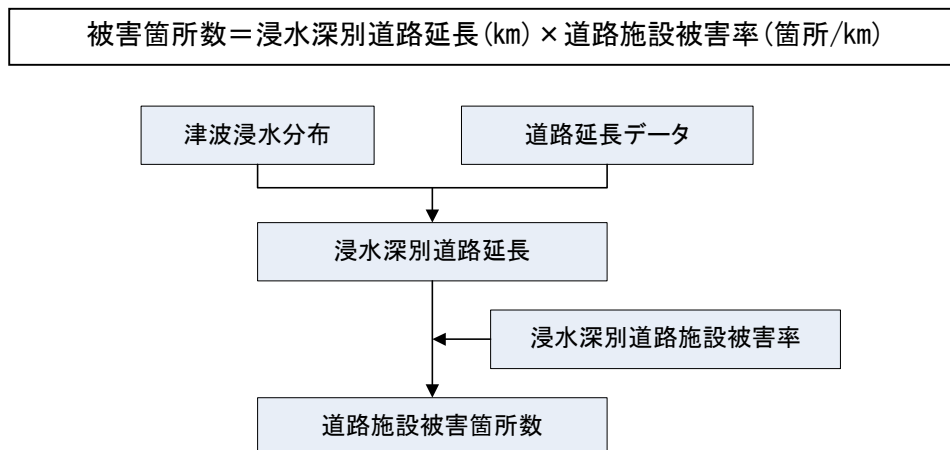 被害箇所数＝浸水深別道路延長(km)×道路施設被害率(箇所/km)
津波浸水分布
道路延長データ
浸水深別道路延長
浸水深別道路施設被害率
道路施設被害箇所数